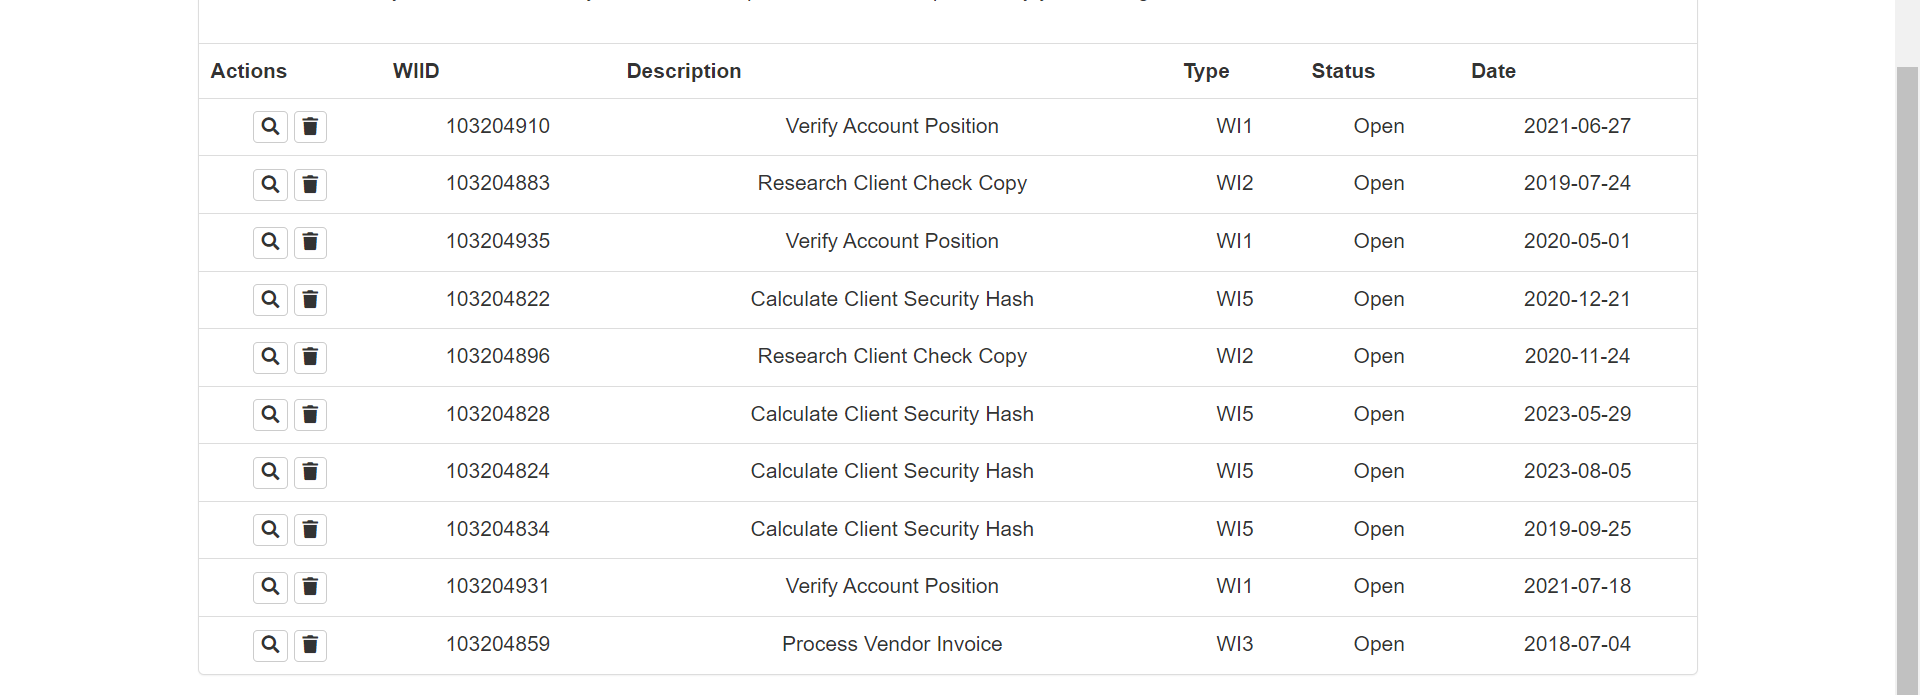 Actions WIID Description Type Status Date
103204910 Verify Account Position WI1 Open 2021-06-27
103204883 Research Client Check Copy WI2 Open 2019-07-24
103204935 Verify Account Position WI1 Open 2020-05-01
103204822 Calculate Client Security Hash WI5 Open 2020-12-21
103204896 Research Client Check Copy WI2 Open 2020-11-24
103204828 Calculate Client Security Hash WI5 Open 2023-05-29
103204824 Calculate Client Security Hash WI5 Open 2023-08-05
103204834 Calculate Client Security Hash WI5 Open 2019-09-25
103204931 Verify Account Position WI1 Open 2021-07-18
103204859 Process Vendor Invoice WI3 Open 2018-07-04